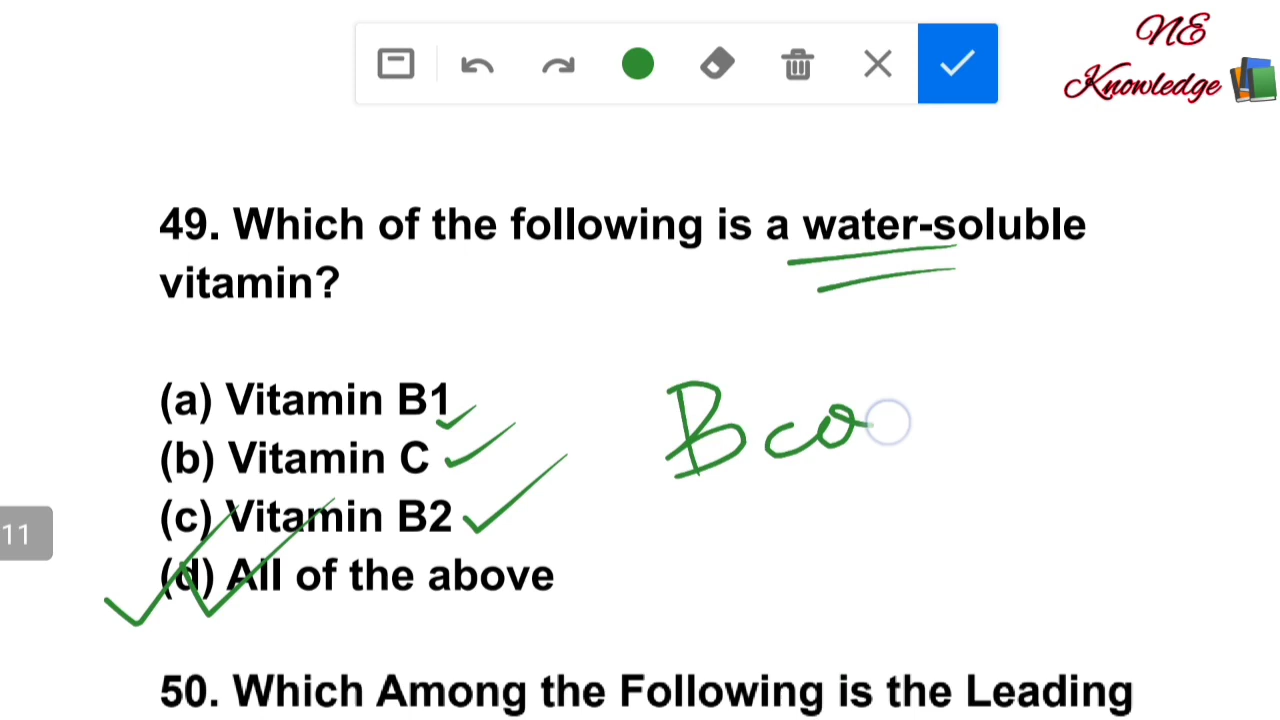 NE
Knowledge
49. Which of the following is a water-soluble
vitamin?
(a) Vitamin B1
(b) Vitamin C
(c) Vitamin B2
(d) All of the above
B co
11
50. Which Among the Following is the Leading